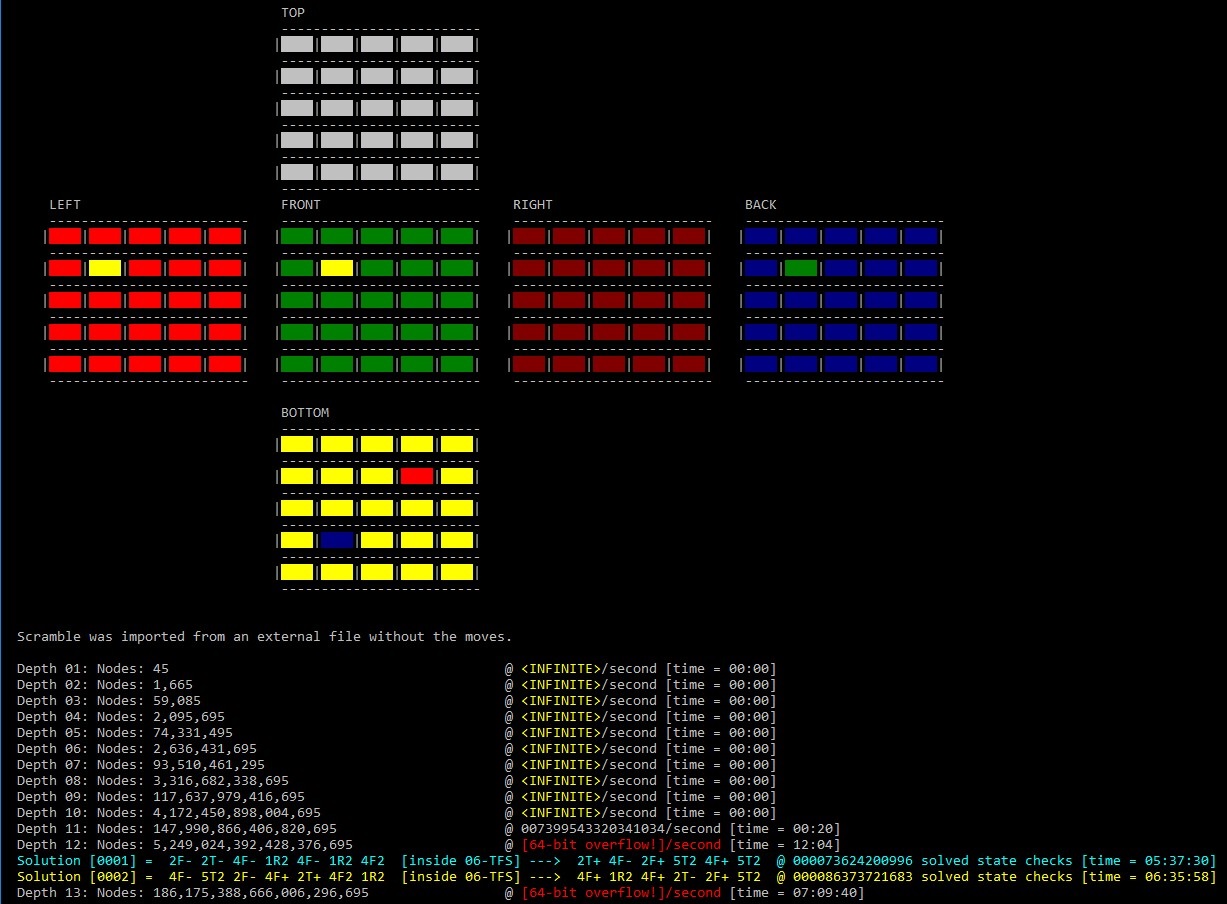 TOP
LEFT FRONT RIGHT BACK
BOTTOM
Scramble was imported from an external file without the moves.
Depth 01: Nodes: 45 @ <INFINITE>/second [time = 00:00]
Depth 02: Nodes: 1,665 @ <INFINITE>/second [time = 00:00]
Depth 03: Nodes: 59,085 @ <INFINITE>/second [time = 00:00]
Depth 04: Nodes: 2,095,695 @ <INFINITE>/second [time = 00:00]
Depth 05: Nodes: 74,331,495 @ <INFINITE>/second [time = 00:00]
Depth 06: Nodes: 2,636,431,695 @ <INFINITE>/second [time = 00:00]
Depth 07: Nodes: 93,510,461,295 @ <INFINITE>/second [time = 00:00]
Depth 08: Nodes: 3,316,682,338,695 @ <INFINITE>/second [time = 00:00]
Depth 09: Nodes: 117,637,979,416,695 @ <INFINITE>/second [time = 00:00]
Depth 10: Nodes: 4,172,450,898,004,695 @ <INFINITE>/second [time = 00:00]
Depth 11: Nodes: 147,990,866,406,820,695 @ 007399543320341034/second [time = 00:20]
Depth 12: Nodes: 5,249,024,392,428,376,695 @ [64-bit overflow!]/second [time = 12:04]
Solution [0001] = 2F- 2T- 4F- 1R2 4F- 1R2 4F2 [inside 06-TFS] ---> 2T+ 4F- 2F+ 5T2 4F+ 5T2 @ 000073624200996 solved state checks [time = 05:37:30]
Solution [0002] = 4F- 5T2 2F- 4F+ 2T+ 4F2 1R2 [inside 06-TFS] ---> 4F+ 1R2 4F+ 2T- 2F+ 5T2 @ 000086373721683 solved state checks [time = 06:35:58]
Depth 13: Nodes: 186,175,388,666,006,296,695 @ [64-bit overflow!]/second [time = 07:09:40]